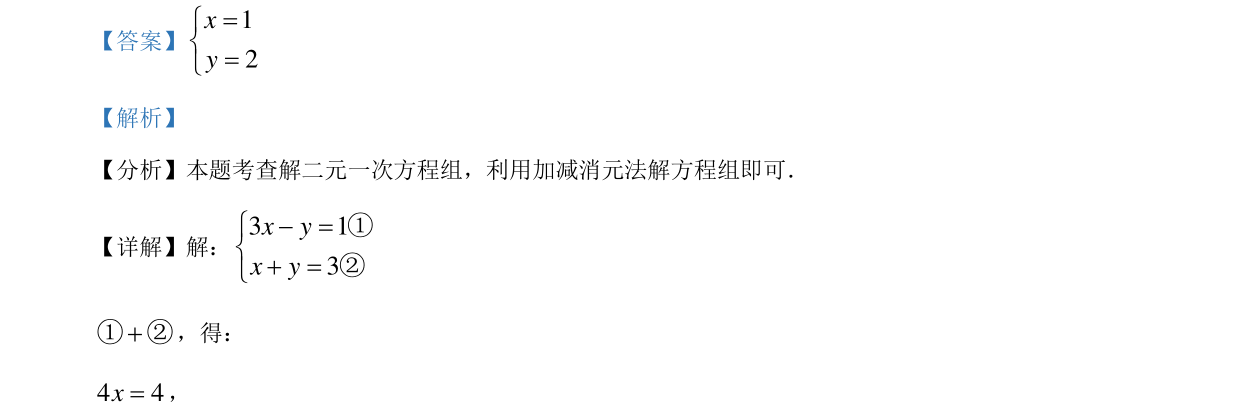 【答案】{x=1
y=2
【解析】
【分析】本题考查解二元一次方程组，利用加减消元法解方程组即可．
【详解】解：{3x−y=1①
x+y=3②
①+②，得：
4x=4，